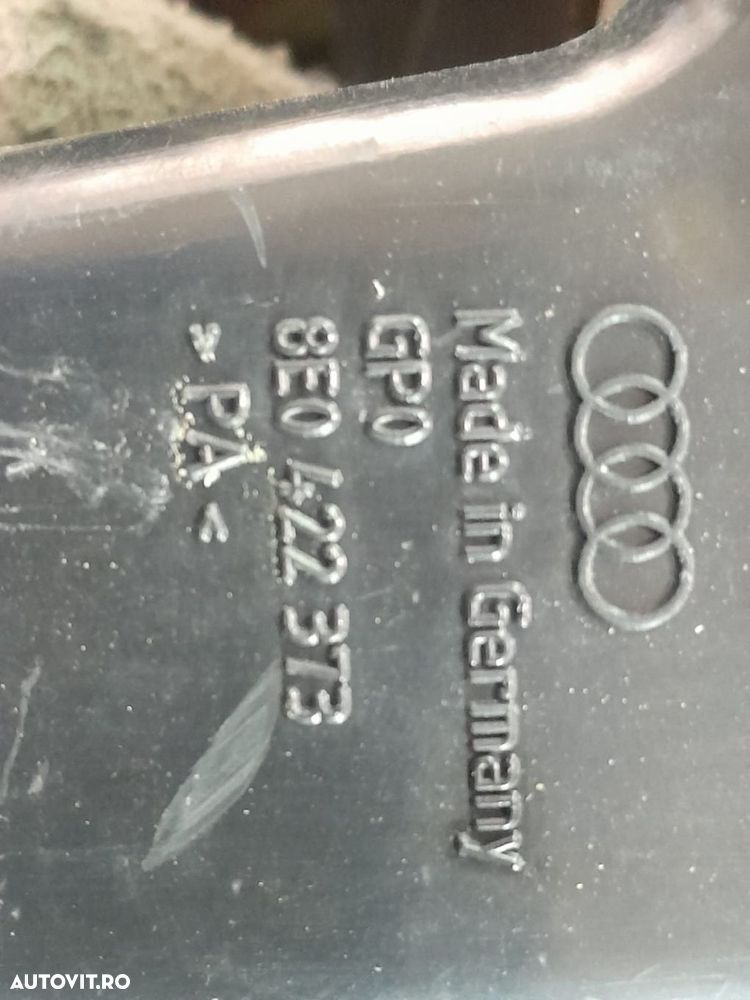 Made in Germany
GP0
8E0 422 373
> PA <
AUTOVIT.RO